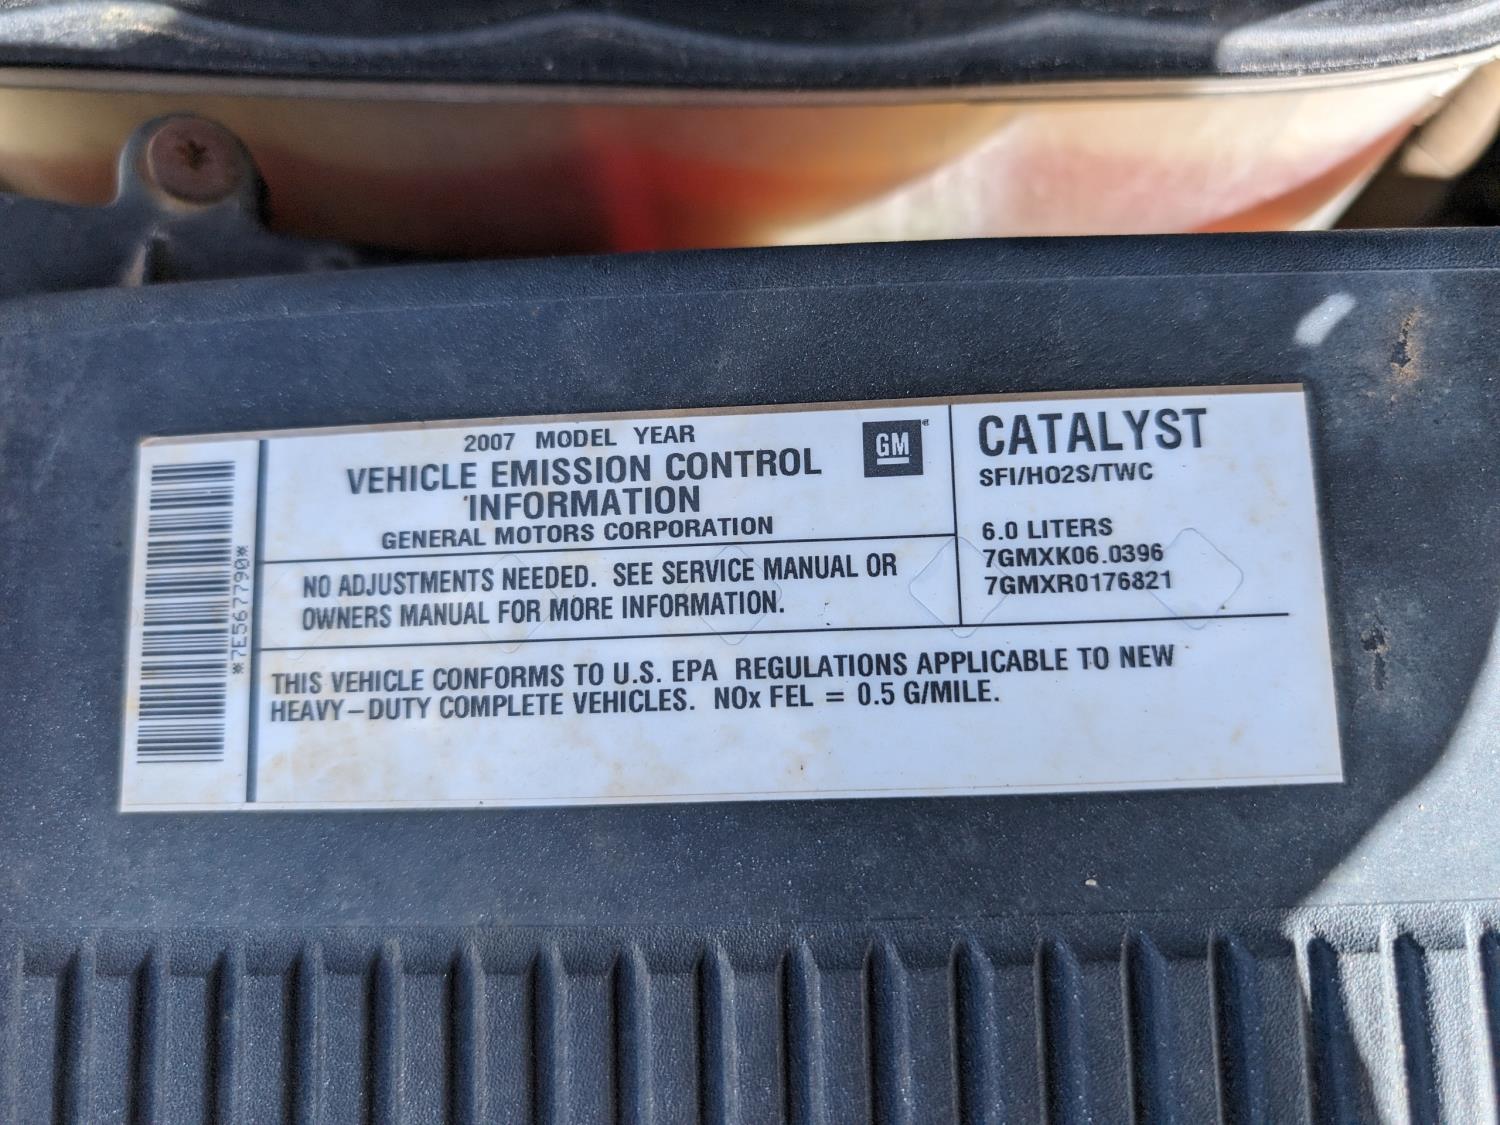 *7E567790*
2007 MODEL YEAR
VEHICLE EMISSION CONTROL
INFORMATION
GENERAL MOTORS CORPORATION
GM
NO ADJUSTMENTS NEEDED. SEE SERVICE MANUAL OR
OWNERS MANUAL FOR MORE INFORMATION.
CATALYST
SFI/HO2S/TWC
6.0 LITERS
7GMXK06.0396
7GMXR0176821
THIS VEHICLE CONFORMS TO U.S. EPA REGULATIONS APPLICABLE TO NEW
HEAVY-DUTY COMPLETE VEHICLES. NOx FEL = 0.5 G/MILE.